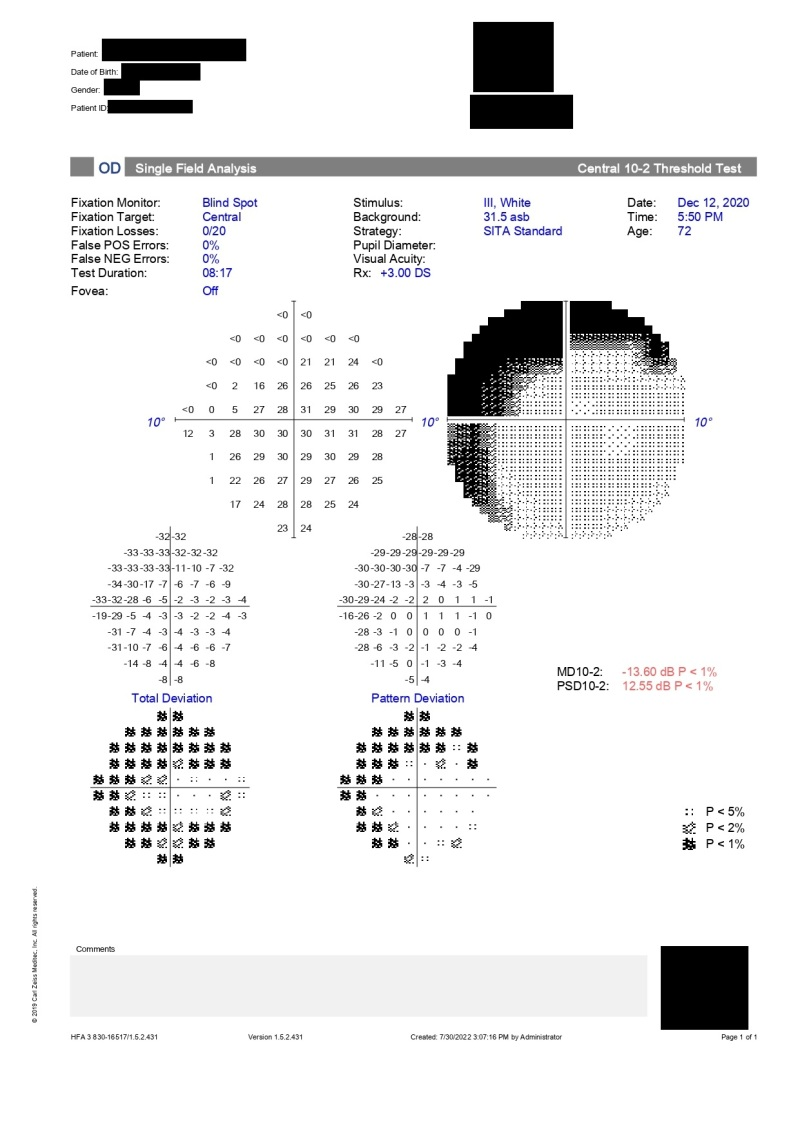 Patient:
Date of Birth:
Gender:
Patient ID:
OD Single Field Analysis Central 10-2 Threshold Test
Fixation Monitor: Blind Spot Stimulus: III, White Date: Dec 12, 2020
Fixation Target: Central Background: 31.5 asb Time: 5:50 PM
Fixation Losses: 0/20 Strategy: SITA Standard Age: 72
False POS Errors: 0% Pupil Diameter:
False NEG Errors: 0% Visual Acuity:
Test Duration: 08:17 Rx: +3.00 DS
Fovea: Off
<0 <0
<0 <0 <0 <0 <0 <0
<0 <0 <0 <0 21 21 24 <0
<0 2 16 26 26 25 26 23
<0 0 5 27 28 31 29 30 29 27
10° 10° 10°
12 3 28 30 30 30 31 31 28 27
1 26 29 30 29 30 29 28
1 22 26 27 29 27 26 25
17 24 28 28 25 24
23 24
-32 -32 -28 -28
-33 -33 -33 -32 -32 -32 -29 -29 -29 -29 -29 -29
-33 -33 -33 -33 -11 -10 -7 -32 -30 -30 -30 -30 -7 -7 -4 -29
-34 -30 -17 -7 -6 -7 -6 -9 -30 -27 -13 -3 -3 -4 -3 -5
-33 -32 -28 -6 -5 -2 -3 -2 -3 -4 -30 -29 -24 -2 -2 2 0 1 1 -1
-19 -29 -5 -4 -3 -3 -2 -2 -4 -3 -16 -26 -2 0 0 1 1 1 -1 0
-31 -7 -4 -3 -4 -3 -3 -4 -28 -3 -1 0 0 0 0 -1
-31 -10 -7 -6 -4 -6 -6 -7 -28 -6 -3 -2 -1 -2 -2 -4
-14 -8 -4 -4 -6 -8 -11 -5 0 -1 -3 -4
-8 -8 -5 -4
MD10-2: -13.60 dB P < 1%
PSD10-2: 12.55 dB P < 1%
Total Deviation Pattern Deviation
P < 5%
P < 2%
P < 1%
© 2019 Carl Zeiss Meditec, Inc. All rights reserved.
Comments
HFA 3 830-16517/1.5.2.431 Version 1.5.2.431 Created: 7/30/2022 3:07:16 PM by Administrator Page 1 of 1